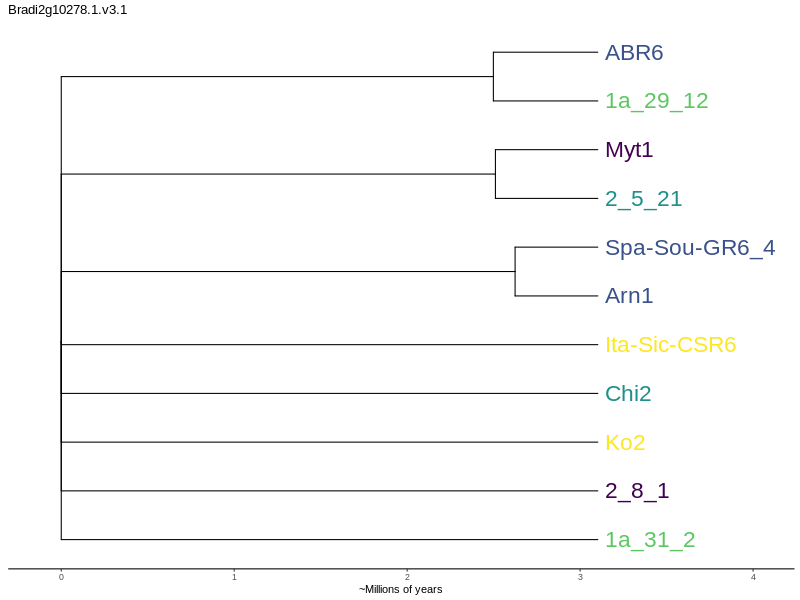 Bradi2g10278.1.v3.1
ABR6
1a_29_12
Myt1
2_5_21
Spa-Sou-GR6_4
Arn1
Ita-Sic-CSR6
Chi2
Ko2
2_8_1
1a_31_2
0 1 2 3 4
~Millions of years